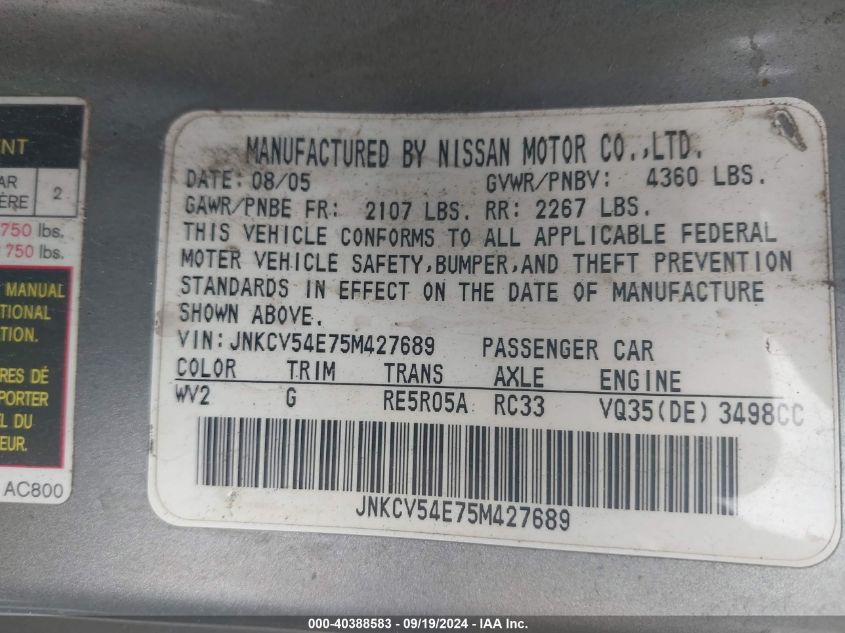 NT
AR
ÈRE
2
750 lbs.
750 lbs.
MANUAL
TIONAL
TION.
RES DÉ
PORTER
L DU
EUR.
AC800
MANUFACTURED BY NISSAN MOTOR CO.,LTD.
DATE: 08/05 GVWR/PNBV: 4360 LBS.
GAWR/PNBE FR: 2107 LBS. RR: 2267 LBS.
THIS VEHICLE CONFORMS TO ALL APPLICABLE FEDERAL
MOTER VEHICLE SAFETY,BUMPER,AND THEFT PREVENTION
STANDARDS IN EFFECT ON THE DATE OF MANUFACTURE
SHOWN ABOVE.
VIN:JNKCV54E75M427689 PASSENGER CAR
COLOR TRIM TRANS AXLE ENGINE
WV2 G RE5R05A RC33 VQ35(DE) 3498CC
JNKCV54E75M427689
000-40388583 - 09/19/2024 - IAA Inc.